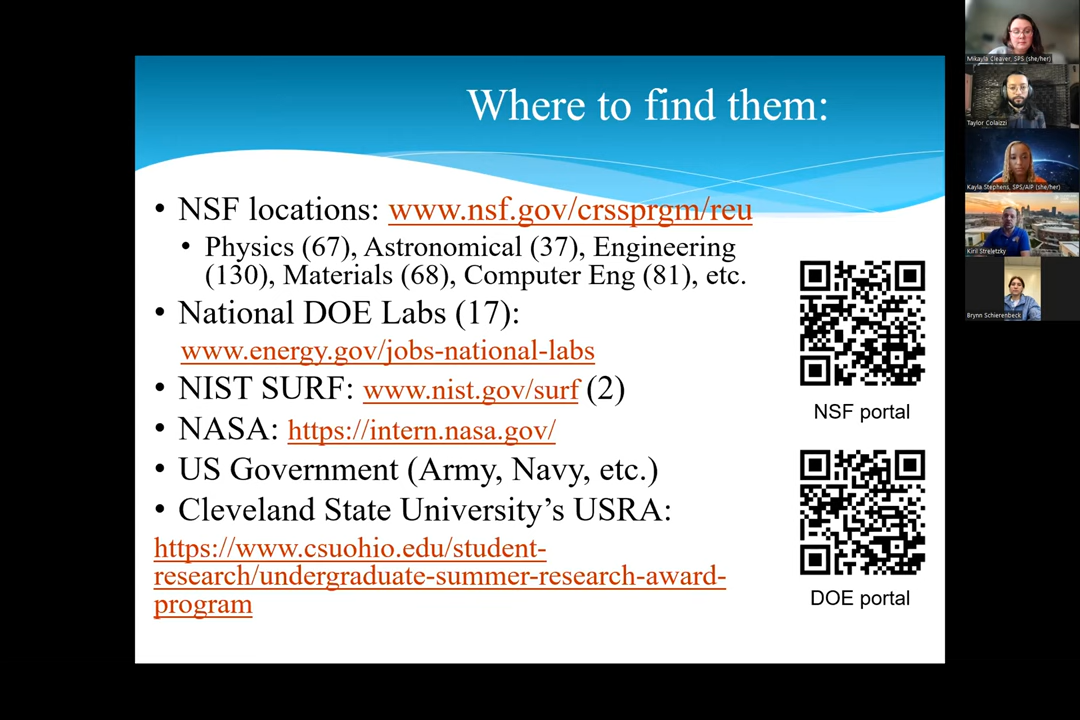 Where to find them:
• NSF locations: www.nsf.gov/crssprgm/reu
• Physics (67), Astronomical (37), Engineering
(130), Materials (68), Computer Eng (81), etc.
• National DOE Labs (17):
www.energy.gov/jobs-national-labs
• NIST SURF: www.nist.gov/surf (2)
• NASA: https://intern.nasa.gov/
• US Government (Army, Navy, etc.)
• Cleveland State University’s USRA:
https://www.csuohio.edu/student-
research/undergraduate-summer-research-award-
program
NSF portal
DOE portal
Mikayla Cleaver, SPS (she/her)
Taylor Colaizzi
Kayla Stephens, SPS/AIP (she/her)
Kiril Streletzky
Brynn Schierenbeck